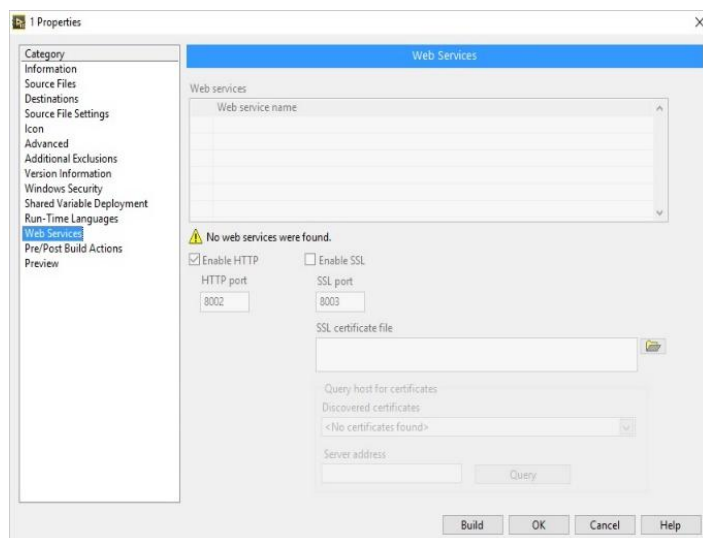 1 Properties
Category
Information
Source Files
Destinations
Source File Settings
Icon
Advanced
Additional Exclusions
Version Information
Windows Security
Shared Variable Deployment
Run-Time Languages
Web Services
Pre/Post Build Actions
Preview
Web Services
Web services
Web service name
No web services were found.
Enable HTTP Enable SSL
HTTP port SSL port
8002 8003
SSL certificate file
Query host for certificates
Discovered certificates
<No certificates found>
Server address
Query
Build OK Cancel Help